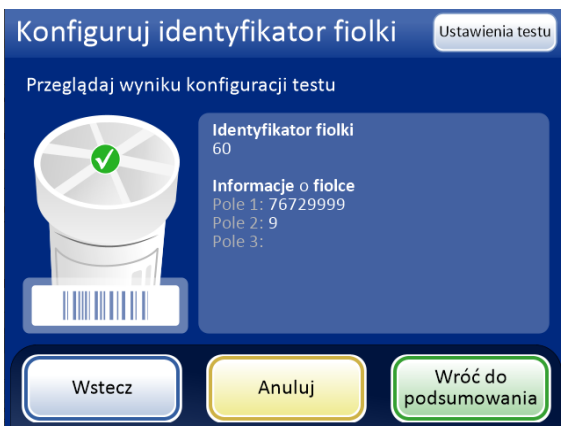 Konfiguruj identyfikator fiolki
Ustawienia testu
Przeglądaj wyniku konfiguracji testu
Identyfikator fiolki
60
Informacje o fiolce
Pole 1: 76729999
Pole 2: 9
Pole 3:
Wstecz
Anuluj
Wróć do
podsumowania